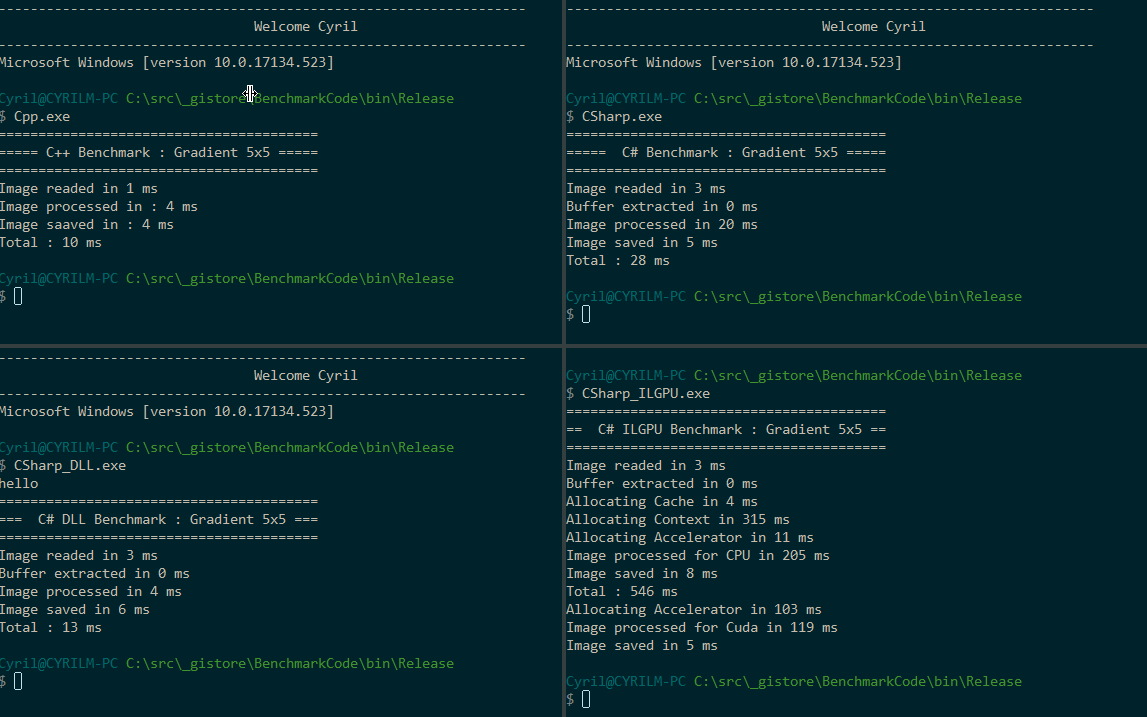 --------------------------------------------------------------
Welcome Cyril
--------------------------------------------------------------
Microsoft Windows [version 10.0.17134.523]
Cyril@CYRILM-PC C:\src\_gistore\BenchmarkCode\bin\Release
$ Cpp.exe
========================================
===== C++ Benchmark : Gradient 5x5 =====
========================================
Image readed in 1 ms
Image processed in : 4 ms
Image saaved in : 4 ms
Total : 10 ms
Cyril@CYRILM-PC C:\src\_gistore\BenchmarkCode\bin\Release
$
--------------------------------------------------------------
Welcome Cyril
--------------------------------------------------------------
Microsoft Windows [version 10.0.17134.523]
Cyril@CYRILM-PC C:\src\_gistore\BenchmarkCode\bin\Release
$ CSharp.exe
========================================
=====  C# Benchmark : Gradient 5x5 =====
========================================
Image readed in 3 ms
Buffer extracted in 0 ms
Image processed in 20 ms
Image saved in 5 ms
Total : 28 ms
Cyril@CYRILM-PC C:\src\_gistore\BenchmarkCode\bin\Release
$
--------------------------------------------------------------
Welcome Cyril
--------------------------------------------------------------
Microsoft Windows [version 10.0.17134.523]
Cyril@CYRILM-PC C:\src\_gistore\BenchmarkCode\bin\Release
$ CSharp_DLL.exe
hello
========================================
===  C# DLL Benchmark : Gradient 5x5 ===
========================================
Image readed in 3 ms
Buffer extracted in 0 ms
Image processed in 4 ms
Image saved in 6 ms
Total : 13 ms
Cyril@CYRILM-PC C:\src\_gistore\BenchmarkCode\bin\Release
$
Cyril@CYRILM-PC C:\src\_gistore\BenchmarkCode\bin\Release
$ CSharp_ILGPU.exe
========================================
==  C# ILGPU Benchmark : Gradient 5x5 ==
========================================
Image readed in 3 ms
Buffer extracted in 0 ms
Allocating Cache in 4 ms
Allocating Context in 315 ms
Allocating Accelerator in 11 ms
Image processed for CPU in 205 ms
Image saved in 8 ms
Total : 546 ms
Allocating Accelerator in 103 ms
Image processed for Cuda in 119 ms
Image saved in 5 ms
Cyril@CYRILM-PC C:\src\_gistore\BenchmarkCode\bin\Release
$